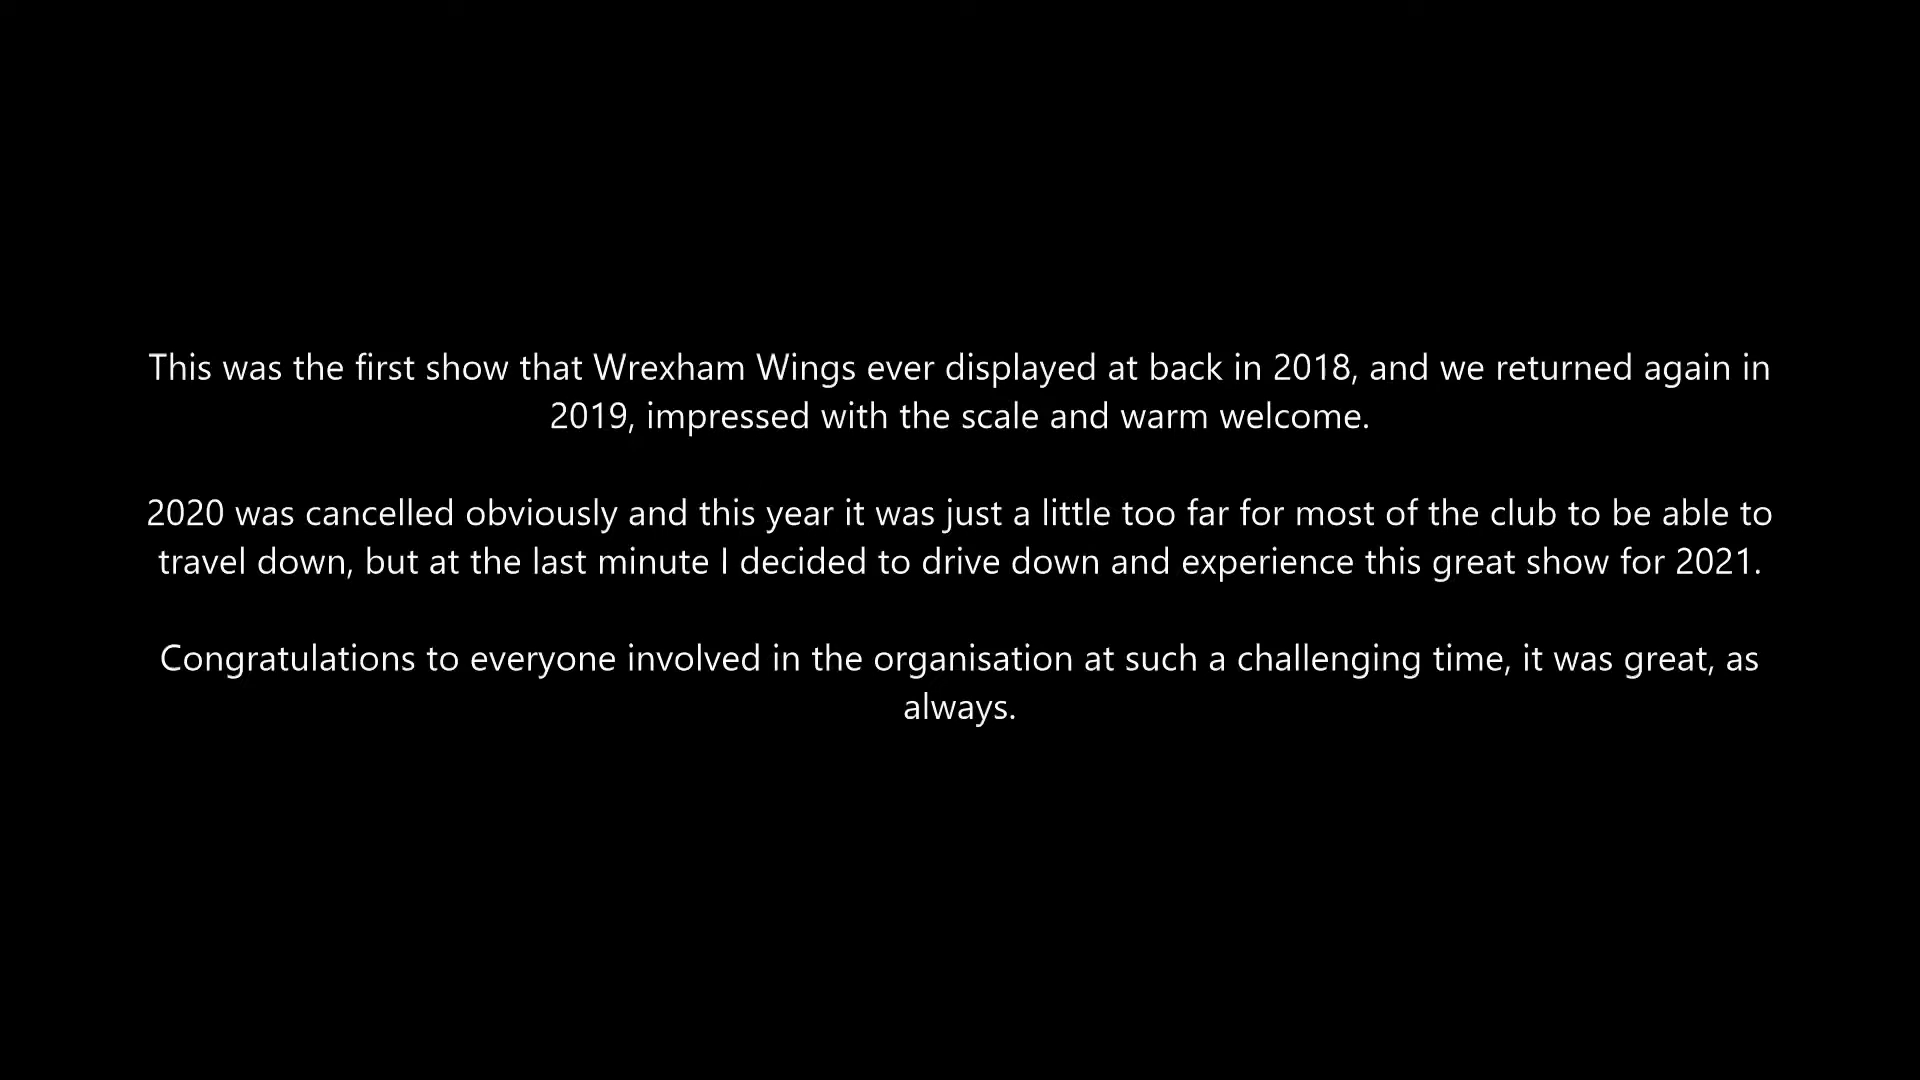 This was the first show that Wrexham Wings ever displayed at back in 2018, and we returned again in
2019, impressed with the scale and warm welcome.
2020 was cancelled obviously and this year it was just a little too far for most of the club to be able to
travel down, but at the last minute I decided to drive down and experience this great show for 2021.
Congratulations to everyone involved in the organisation at such a challenging time, it was great, as
always.